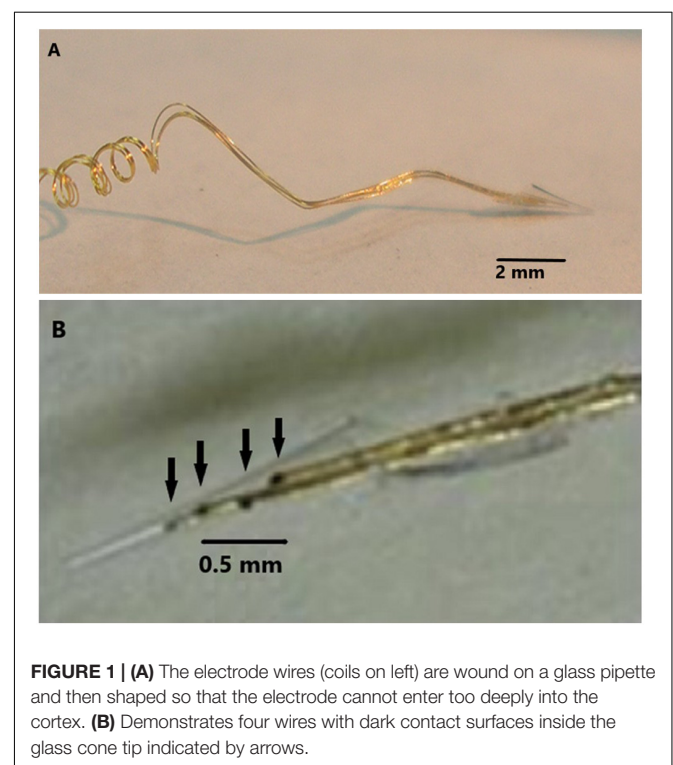 A
2 mm
B
0.5 mm
FIGURE 1 | (A) The electrode wires (coils on left) are wound on a glass pipette
and then shaped so that the electrode cannot enter too deeply into the
cortex. (B) Demonstrates four wires with dark contact surfaces inside the
glass cone tip indicated by arrows.